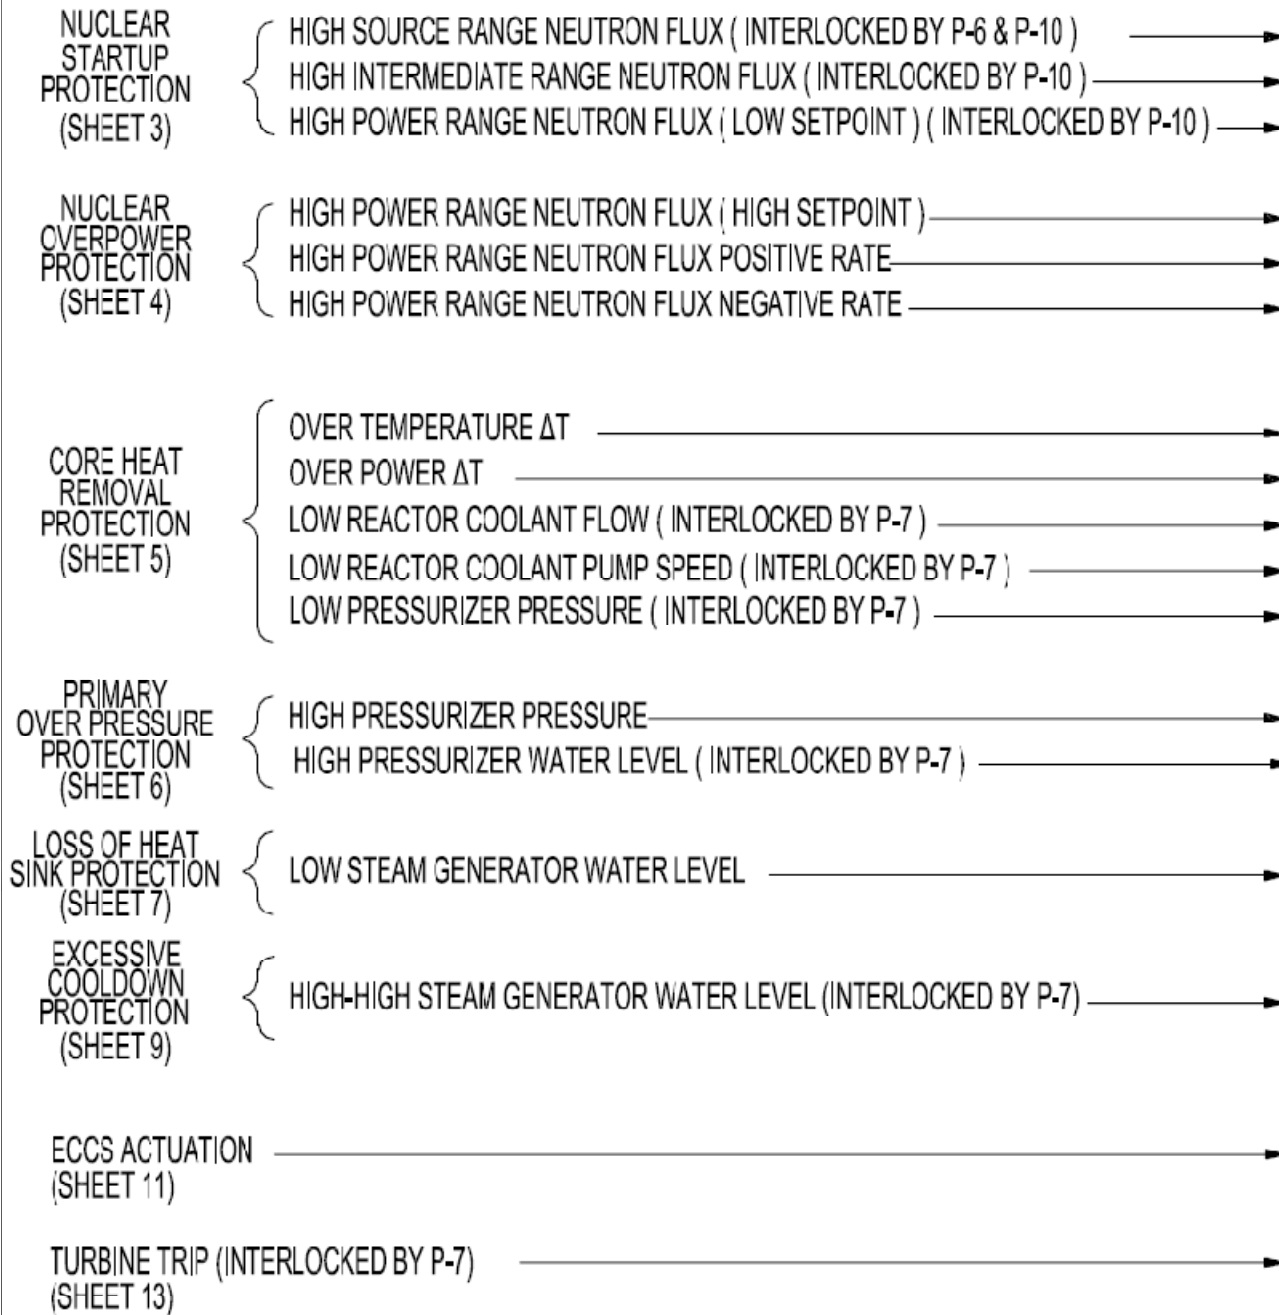 NUCLEAR
STARTUP
PROTECTION
(SHEET 3)
HIGH SOURCE RANGE NEUTRON FLUX ( INTERLOCKED BY P-6 & P-10 )
HIGH INTERMEDIATE RANGE NEUTRON FLUX ( INTERLOCKED BY P-10 )
HIGH POWER RANGE NEUTRON FLUX ( LOW SETPOINT ) ( INTERLOCKED BY P-10 )
NUCLEAR
OVERPOWER
PROTECTION
(SHEET 4)
HIGH POWER RANGE NEUTRON FLUX ( HIGH SETPOINT )
HIGH POWER RANGE NEUTRON FLUX POSITIVE RATE
HIGH POWER RANGE NEUTRON FLUX NEGATIVE RATE
CORE HEAT
REMOVAL
PROTECTION
(SHEET 5)
OVER TEMPERATURE ΔT
OVER POWER ΔT
LOW REACTOR COOLANT FLOW ( INTERLOCKED BY P-7 )
LOW REACTOR COOLANT PUMP SPEED ( INTERLOCKED BY P-7 )
LOW PRESSURIZER PRESSURE ( INTERLOCKED BY P-7 )
PRIMARY
OVER PRESSURE
PROTECTION
(SHEET 6)
HIGH PRESSURIZER PRESSURE
HIGH PRESSURIZER WATER LEVEL ( INTERLOCKED BY P-7 )
LOSS OF HEAT
SINK PROTECTION
(SHEET 7)
LOW STEAM GENERATOR WATER LEVEL
EXCESSIVE
COOLDOWN
PROTECTION
(SHEET 9)
HIGH-HIGH STEAM GENERATOR WATER LEVEL (INTERLOCKED BY P-7)
ECCS ACTUATION
(SHEET 11)
TURBINE TRIP (INTERLOCKED BY P-7)
(SHEET 13)